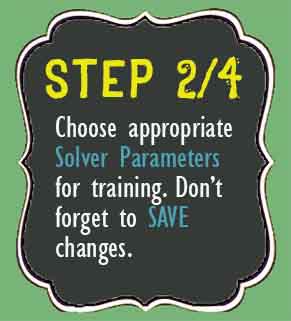 STEP 2/4
Choose appropriate
Solver Parameters
for training. Don't
forget to SAVE
changes.